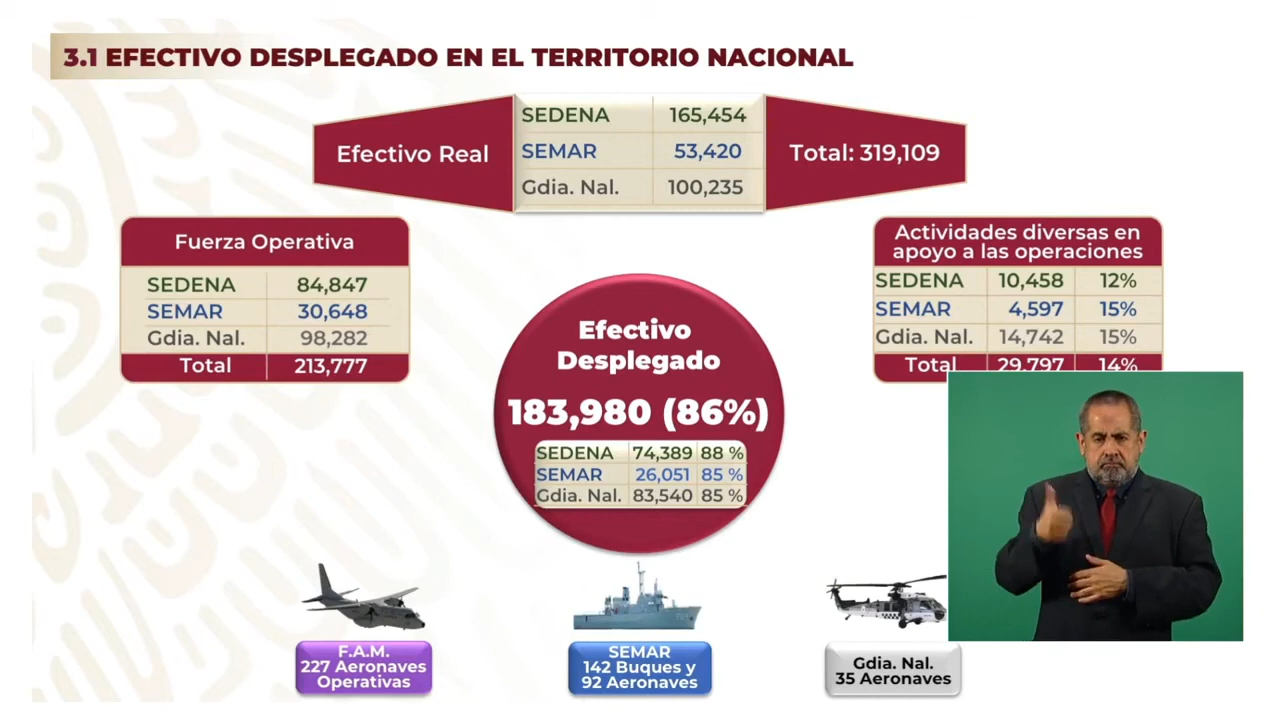 3.1 EFECTIVO DESPLEGADO EN EL TERRITORIO NACIONAL
Efectivo Real
SEDENA 165,454
SEMAR 53,420
Gdia. Nal. 100,235
Total: 319,109
Fuerza Operativa
SEDENA 84,847
SEMAR 30,648
Gdia. Nal. 98,282
Total 213,777
Actividades diversas en
apoyo a las operaciones
SEDENA 10,458 12%
SEMAR 4,597 15%
Gdia. Nal. 14,742 15%
Total 29,797 14%
Efectivo
Desplegado
183,980 (86%)
SEDENA 74,389 88 %
SEMAR 26,051 85 %
Gdia. Nal. 83,540 85 %
F.A.M.
227 Aeronaves
Operativas
SEMAR
142 Buques y
92 Aeronaves
Gdia. Nal.
35 Aeronaves